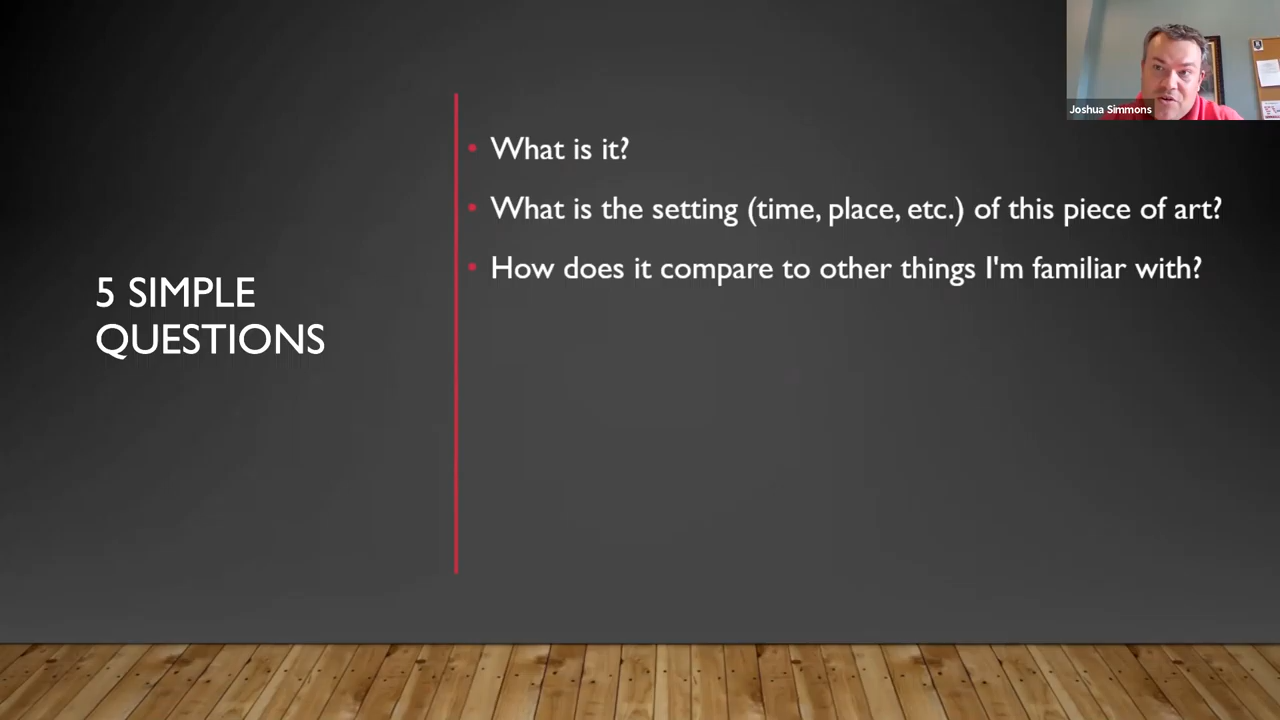 5 SIMPLE
QUESTIONS
• What is it?
• What is the setting (time, place, etc.) of this piece of art?
• How does it compare to other things I'm familiar with?
Joshua Simmons